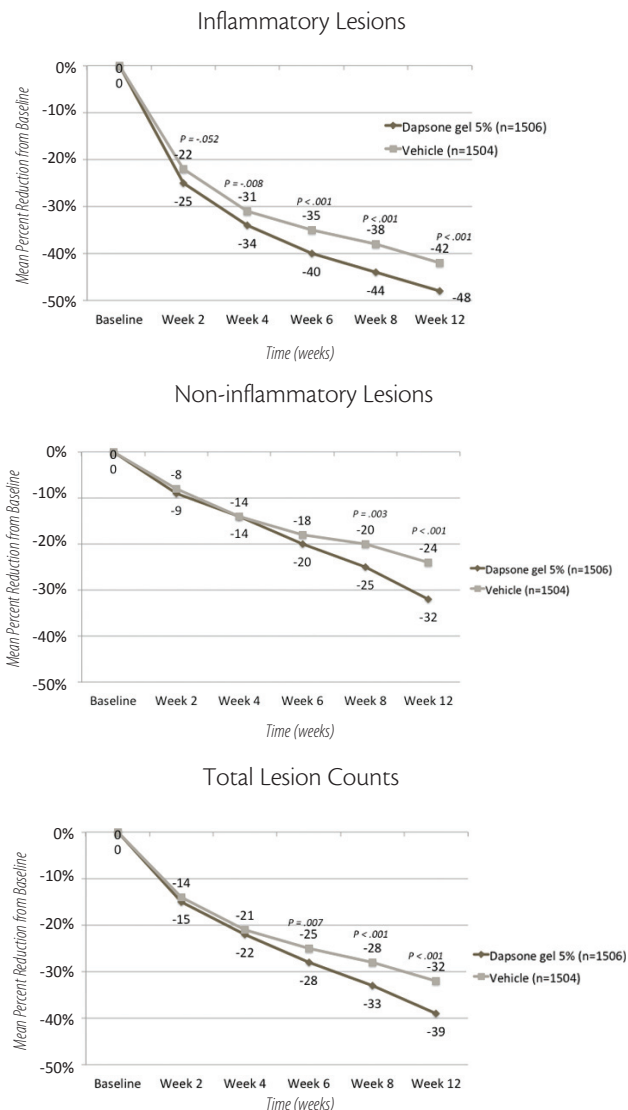 Inflammatory Lesions
Mean Percent Reduction from Baseline
0%
-10%
-20%
-30%
-40%
-50%
0
0
P = -.052
-22
-25
P = -.008
-31
-34
P < .001
-35
-40
P < .001
-38
-44
P < .001
-42
-48
Dapsone gel 5% (n=1506)
Vehicle (n=1504)
Baseline Week 2 Week 4 Week 6 Week 8 Week 12
Time (weeks)
Non-inflammatory Lesions
Mean Percent Reduction from Baseline
0%
-10%
-20%
-30%
-40%
-50%
0
0
-8
-9
-14
-14
-18
-20
P = .003
-20
-25
P < .001
-24
-32
Dapsone gel 5% (n=1506)
Vehicle (n=1504)
Baseline Week 2 Week 4 Week 6 Week 8 Week 12
Time (weeks)
Total Lesion Counts
Mean Percent Reduction from Baseline
0%
-10%
-20%
-30%
-40%
-50%
0
0
-14
-15
-21
-22
P = .007
-25
-28
P < .001
-28
-33
P < .001
-32
-39
Dapsone gel 5% (n=1506)
Vehicle (n=1504)
Baseline Week 2 Week 4 Week 6 Week 8 Week 12
Time (weeks)